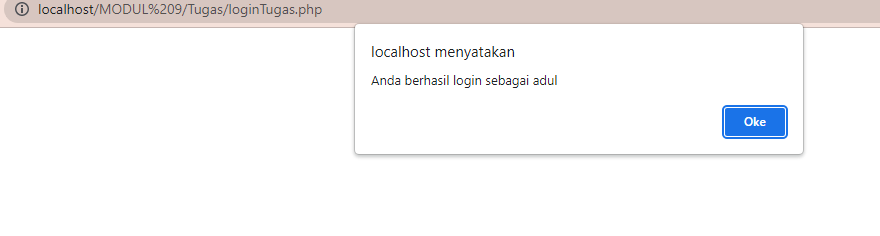 localhost/MODUL%209/Tugas/loginTugas.php
localhost menyatakan
Anda berhasil login sebagai adul
Oke